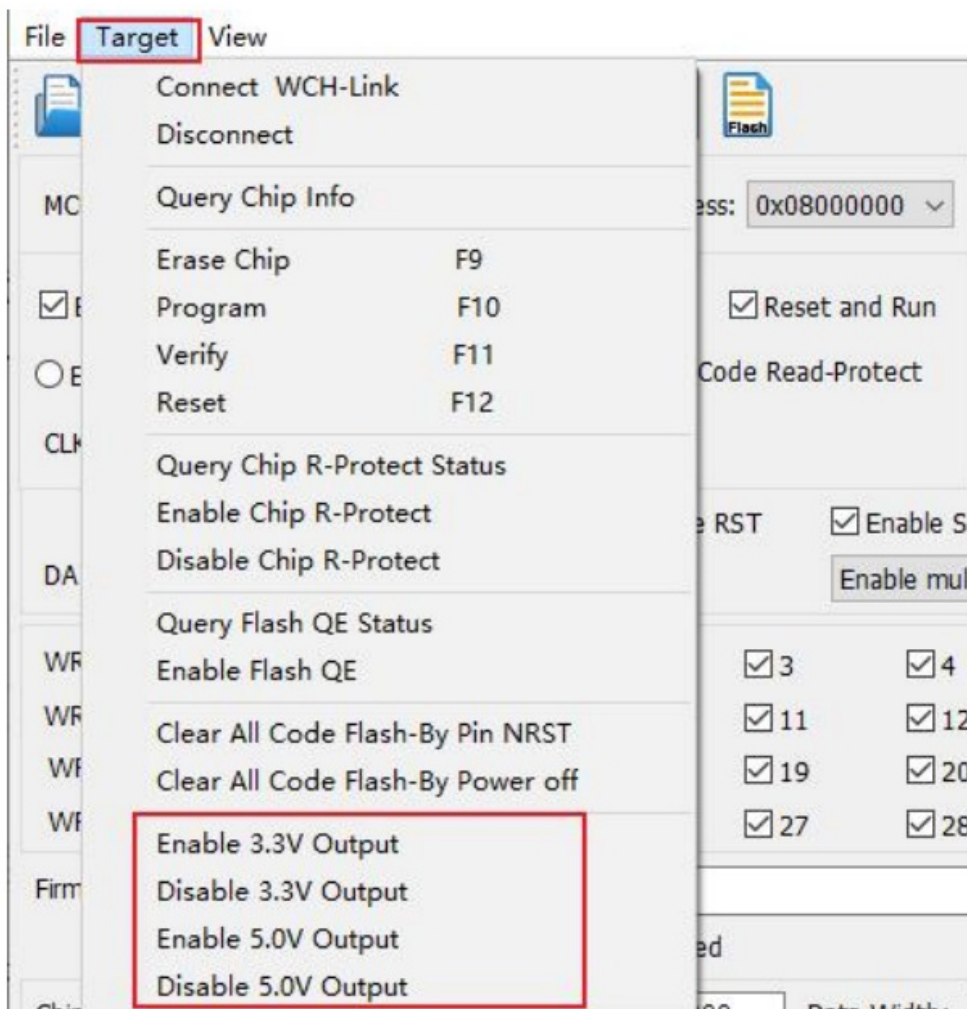 File Target View
Connect WCH-Link
Disconnect
Flash
Query Chip Info
ess: 0x08000000
Erase Chip F9
Program F10
Reset and Run
Verify F11
Code Read-Protect
Reset F12
CLK
Query Chip R-Protect Status
Enable Chip R-Protect
RST Enable S
Disable Chip R-Protect
DA
Enable mul
Query Flash QE Status
WR
3 4
Enable Flash QE
WR
11 12
Clear All Code Flash-By Pin NRST
19 20
Clear All Code Flash-By Power off
27 28
Enable 3.3V Output
Firm
Disable 3.3V Output
Enable 5.0V Output
ed
Disable 5.0V Output